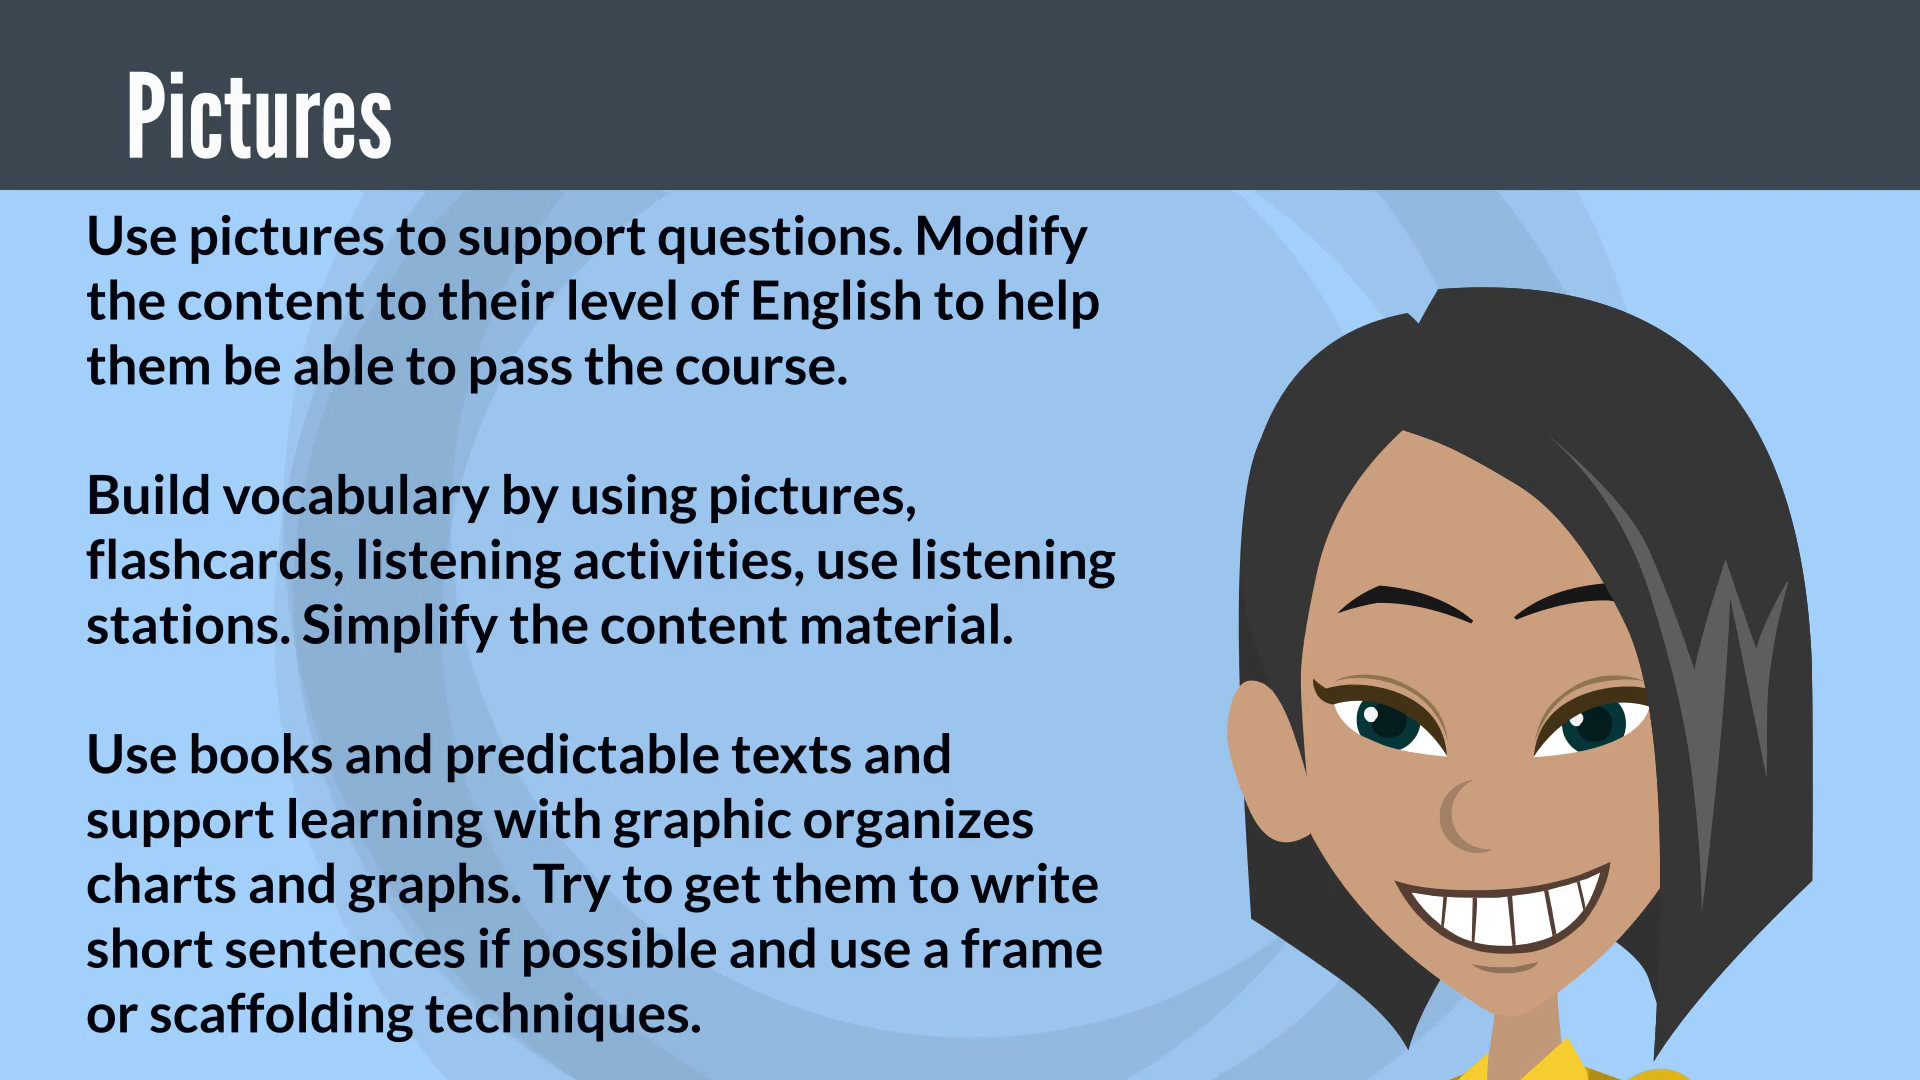 Pictures
Use pictures to support questions. Modify
the content to their level of English to help
them be able to pass the course.
Build vocabulary by using pictures,
flashcards, listening activities, use listening
stations. Simplify the content material.
Use books and predictable texts and
support learning with graphic organizes
charts and graphs. Try to get them to write
short sentences if possible and use a frame
or scaffolding techniques.